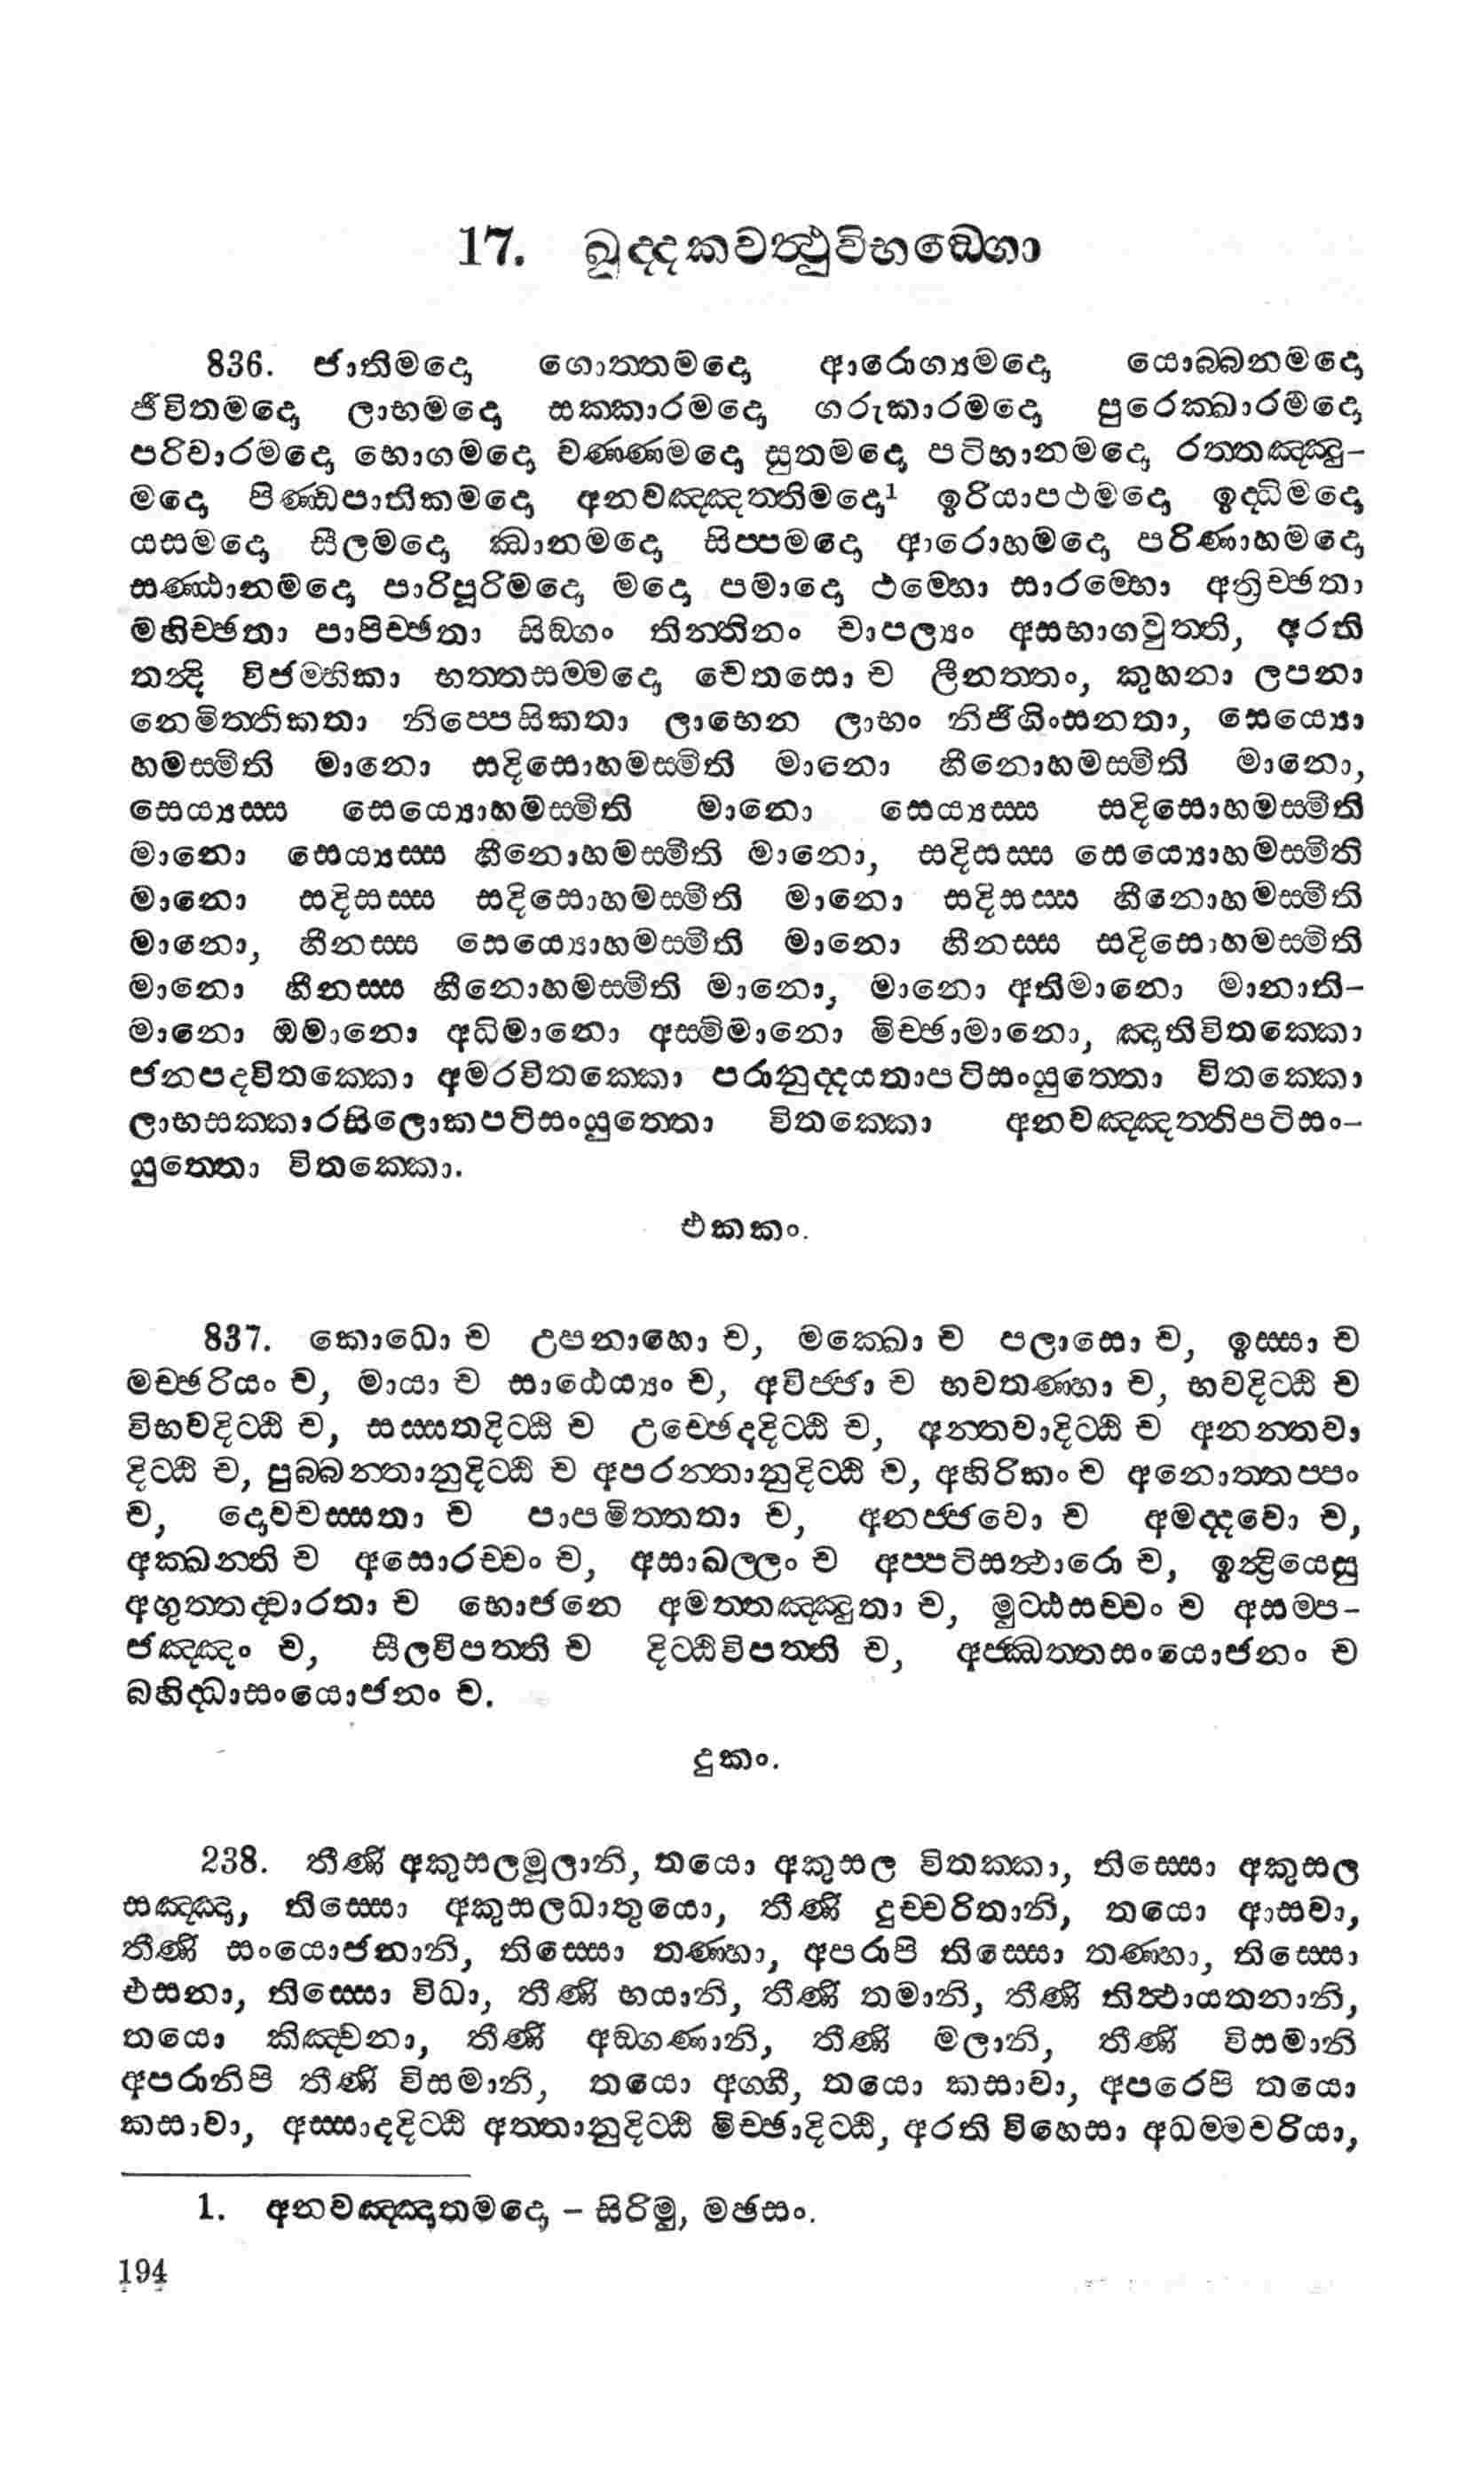 17. ඛුද්දකවත්ථුවිභඞ්ගො
836. ජාතිමදො ගොත්තමදො ආරොග්‍යමදො යොබ්බනමදො
ජීවිතමදො ලාභමදො සක්කාරමදො ගරුකාරමදො පුරෙක්ඛාරමදො
පරිවාරමදො භොගමදො වණ්ණමදො සුතමදො පටිභානමදො රත්තඤ්ඤු-
මදො පිණ්ඩපාතිකමදො අනවඤ්ඤත්තිමදො¹ ඉරියාපථමදො ඉද්ධිමදො
යසමදො සීලමදො ඣානමදො සිප්පමදො ආරොහමදො පරිණාහමදො
සණ්ඨානමදො පාරිපූරිමදො මදො පමාදො ථම්භො සාරම්භො අත්‍රිච්ඡතා
මහිච්ඡතා පාපිච්ඡතා සිඞ්ගං තින්තිනං චාපල්‍යං අසභාගවුත්ති, අරති
තන්‍දි විජම්භිකා භත්තසම්මදො චෙතසො ච ලීනත්තං, කුහනා ලපනා
නෙමිත්තිකතා නිප්පෙසිකතා ලාභෙන ලාභං නිජිගිංසනතා, සෙය්‍යො
හමස්මීති මානො සදිසොහමස්මිති මානො හීනොහමස්මීති මානො,
සෙය්‍යස්ස සෙය්‍යොහමස්මිති මානො සෙය්‍යස්ස සදිසොහමස්මීති
මානො සෙය්‍යස්ස හීනොහමස්මීති මානො, සදිසස්ස සෙය්‍යොහමස්මිති
මානො සදිසස්ස සදිසොහමස්මීති මානො සදිසස්ස හීනොහමස්මීති
මානො, හීනස්ස සෙය්‍යොහමස්මීති මානො හීනස්ස සදිසොහමස්මිති
මානො හීනස්ස හීනොහමස්මීති මානො, මානො අතිමානො මානාති-
මානො ඔමානො අධිමානො අස්මිමානො මිච්ඡාමානො, ඤාතිවිතක්කො
ජනපදවිතක්කො අමරවිතක්කො පරානුද්දයතාපටිසංයුත්තො විතක්කො
ලාභසක්කාරසිලොකපටිසංයුත්තො විතක්කො අනවඤ්ඤත්තිපටිසං-
යුත්තො විතක්කො.
එකකං.
837. කොධො ච උපනාහො ච, මක්ඛො ච පලාසො ච, ඉස්සා ච
මච්ඡරියං ච, මායා ච සාඨෙය්‍යං ච, අවිජ්ජා ච භවතණ්හා ච, භවදිට්ඨි ච
විභවදිට්ඨි ච, සස්සතදිට්ඨි ච උච්ඡෙදදිට්ඨි ච, අන්තවාදිට්ඨි ච අනන්තවා
දිට්ඨි ච, පුබ්බන්තානුදිට්ඨි ච අපරන්තානුදිට්ඨි ච, අහිරිකං ච අනොත්තප්පං
ච, දොවචස්සතා ච පාපමිත්තතා ච, අනජ්ජවො ච අමද්දවො ච,
අක්ඛන්ති ච අසොරච්චං ච, අසාඛල්ලං ච අප්පටිසන්ථාරො ච, ඉන්‍ද්‍රියෙසු
අගුත්තද්වාරතා ච භොජනෙ අමත්තඤ්ඤුතා ච, මුට්ඨසච්චං ච අසම්ප-
ජඤ්ඤං ච, සීලවිපත්ති ච දිට්ඨිවිපත්ති ච, අජ්ඣත්තසංයොජනං ච
බහිද්ධාසංයොජනං ච.
දුකං.
238. තීණි අකුසලමූලානි, තයො අකුසල විතක්කා, තිස්සො අකුසල
සඤ්ඤා, තිස්සො අකුසලධාතුයො, තීණි දුච්චරිතානි, තයො ආසවා,
තීණි සංයොජනානි, තිස්සො තණ්හා, අපරාපි තිස්සො තණ්හා, තිස්සො
එසනා, තිස්සො විධා, තීණි භයානි, තීණි තමානි, තීණි තිත්ථායතනානි,
තයො කිඤ්චනා, තීණි අඞ්ගණානි, තීණි මලානි, තීණි විසමානි
අපරානිපි තීණි විසමානි, තයො අග්ගී, තයො කසාවා, අපරෙපි තයො
කසාවා, අස්සාදදිට්ඨි අත්තානුදිට්ඨි මිච්ඡාදිට්ඨි, අරති විහෙසා අධම්මචරියා,
1. අනවඤ්ඤාතමදො - සිරිමු, මඡසං.
194